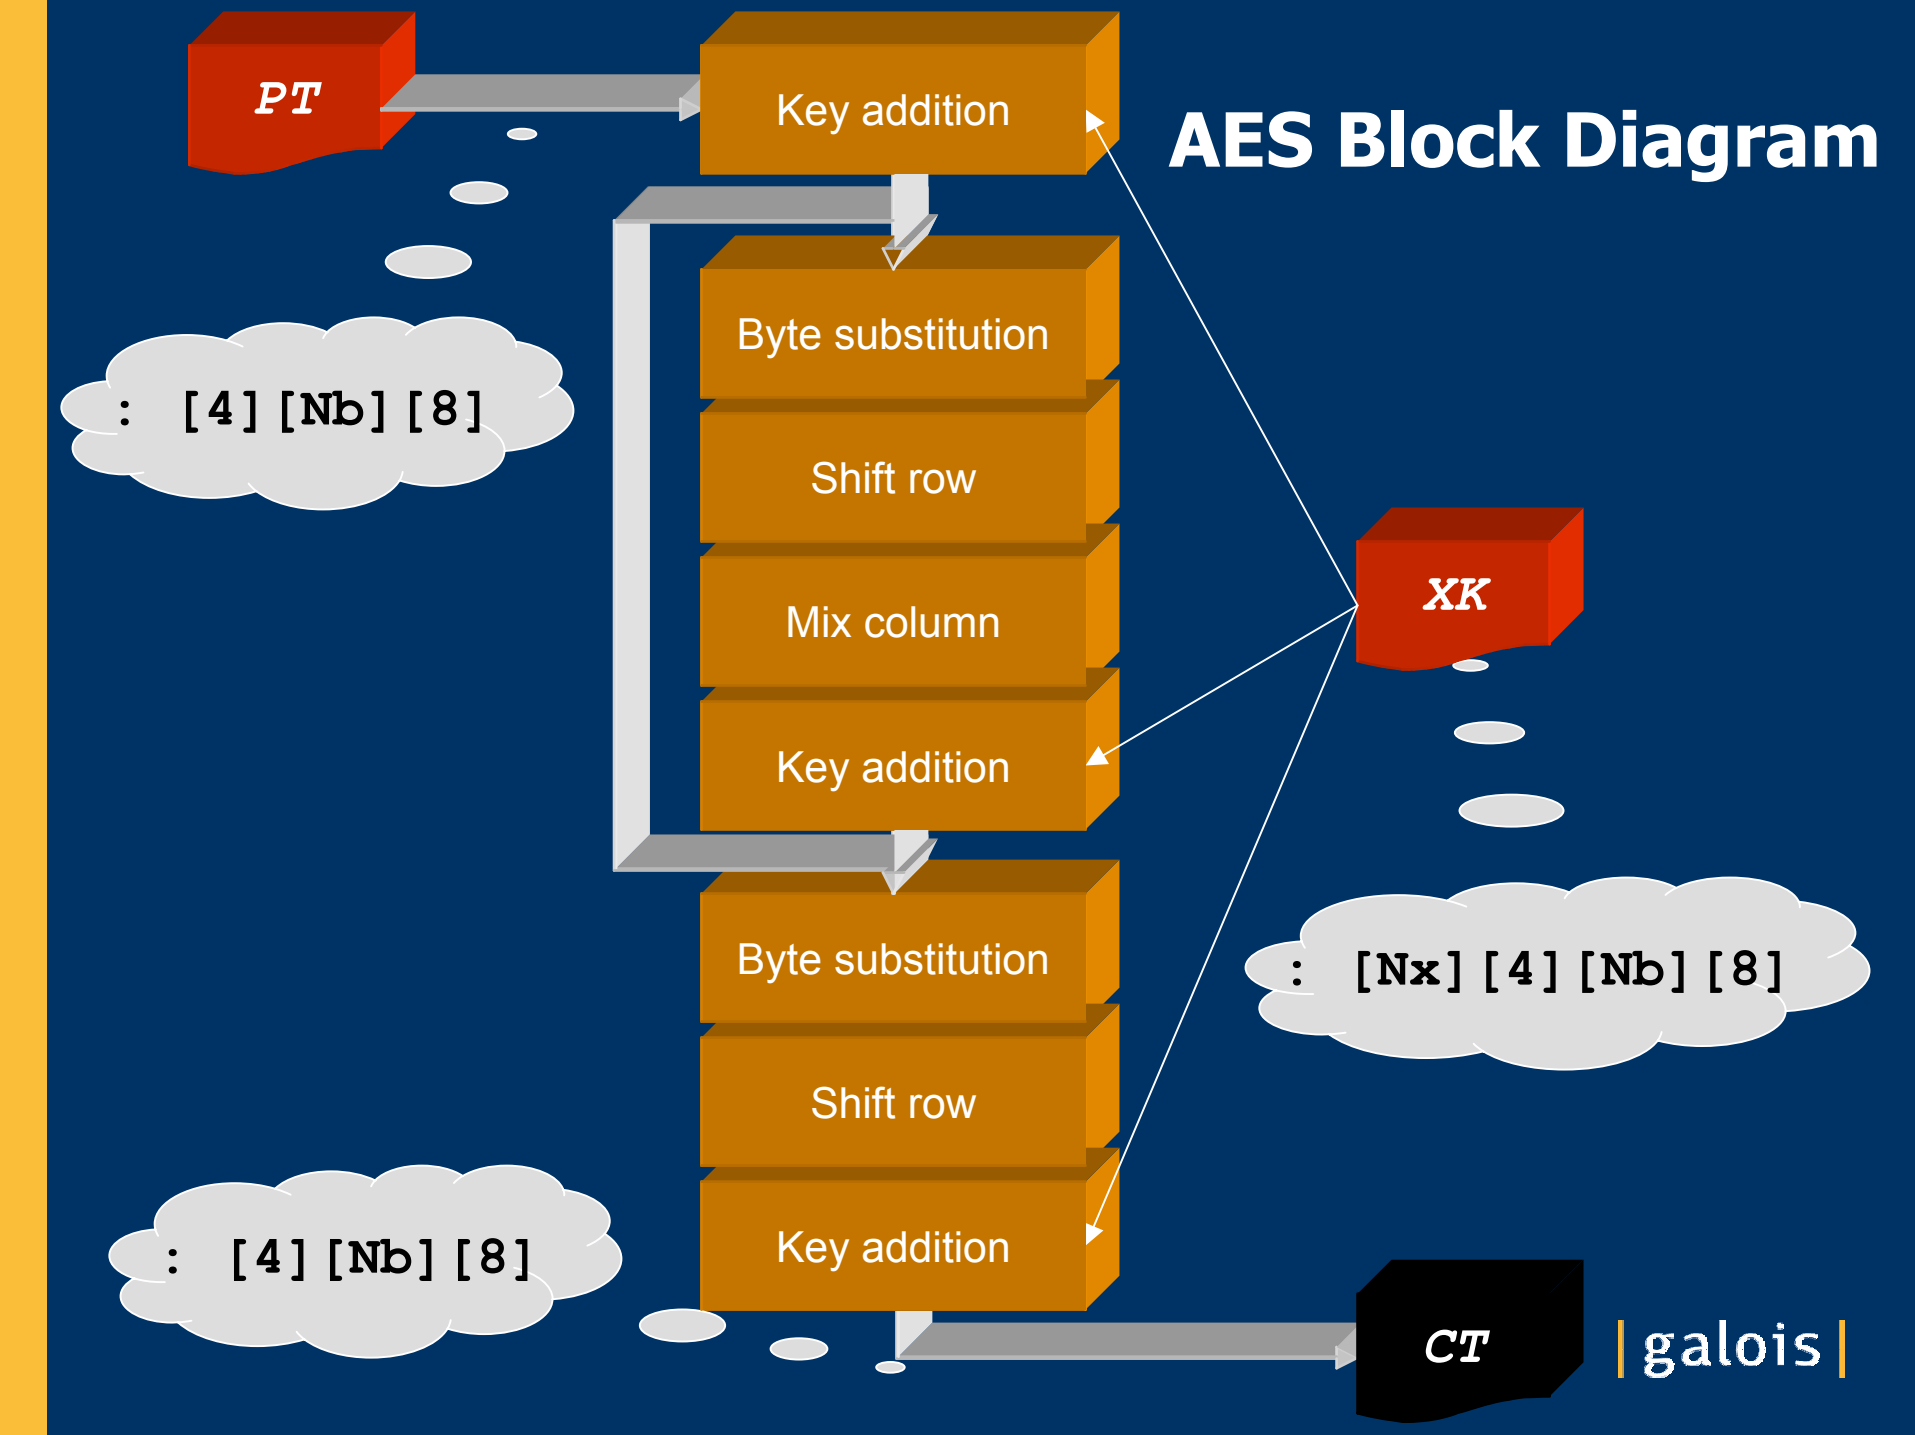 AES Block Diagram
PT
Key addition
Byte substitution
: [4][Nb][8]
Shift row
Mix column
XK
Key addition
Byte substitution
: [Nx][4][Nb][8]
Shift row
Key addition
: [4][Nb][8]
CT
|galois|